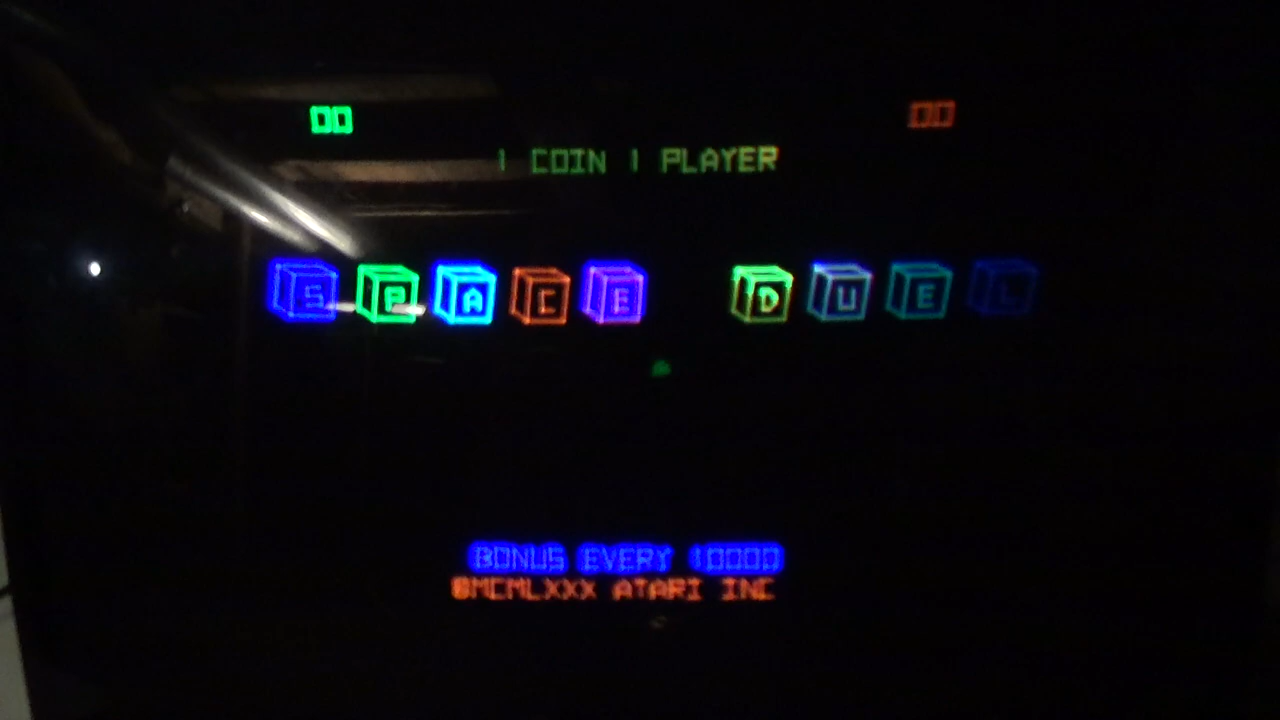 00 00
1 COIN 1 PLAYER
SPACE DUEL
BONUS EVERY 10000
©MCMLXXX ATARI INC